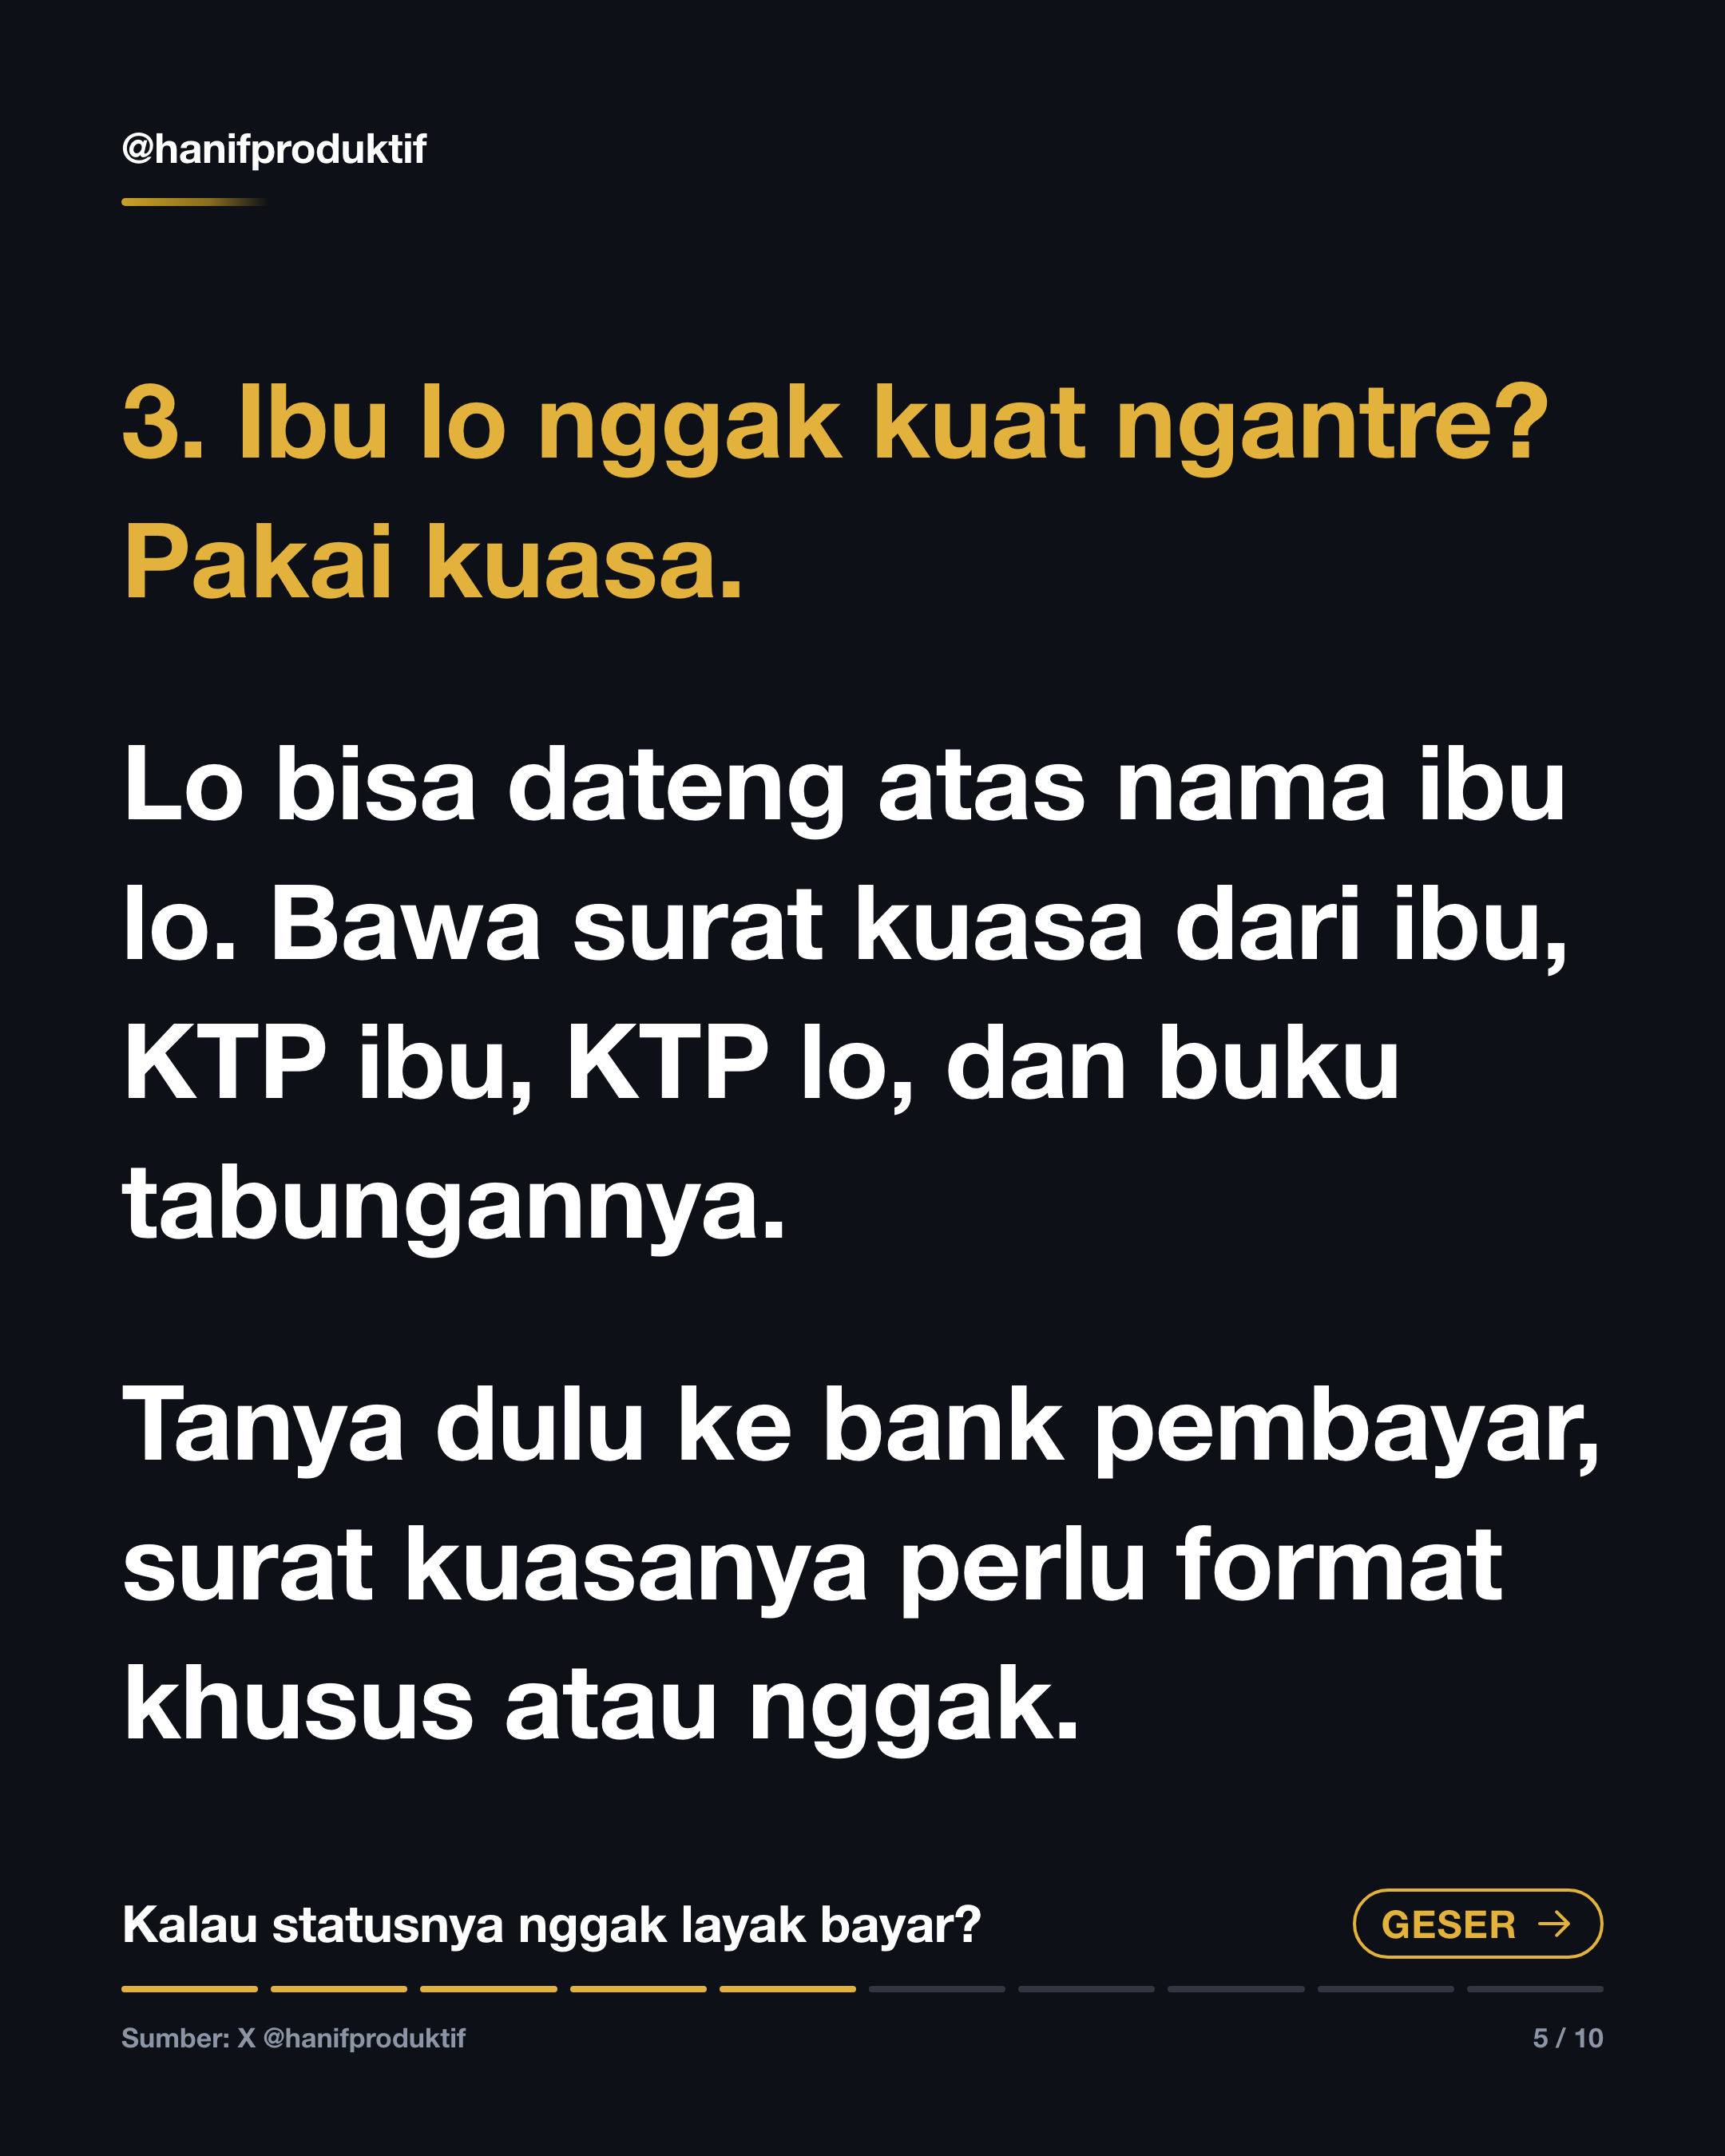 @hanifproduktif
3. Ibu lo nggak kuat ngantre?
Pakai kuasa.
Lo bisa dateng atas nama ibu
lo. Bawa surat kuasa dari ibu,
KTP ibu, KTP lo, dan buku
tabungannya.
Tanya dulu ke bank pembayar,
surat kuasanya perlu format
khusus atau nggak.
Kalau statusnya nggak layak bayar?
GESER →
Sumber: X @hanifproduktif
5 / 10